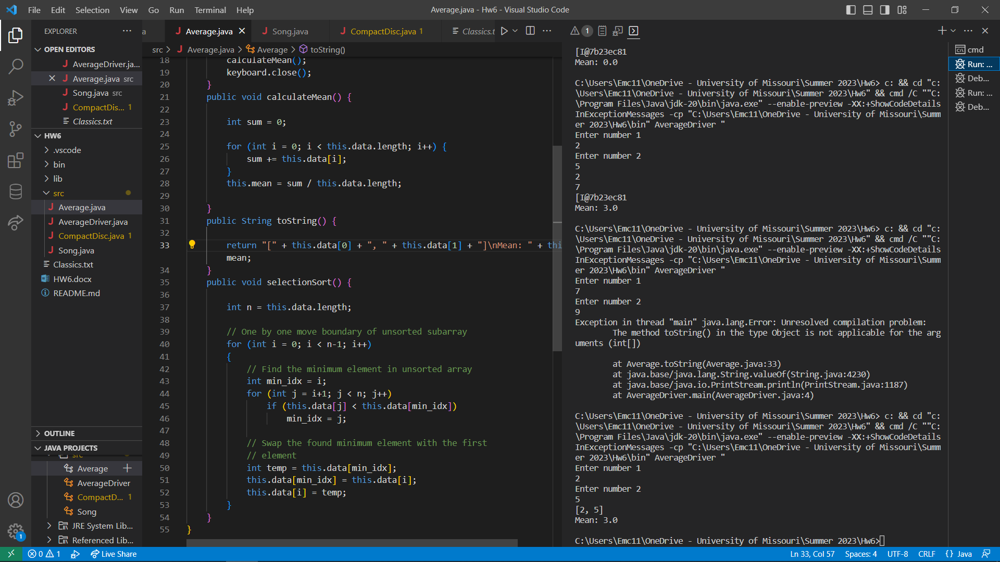 File Edit Selection View Go Run Terminal Help
Average.java - Hw6 - Visual Studio Code
EXPLORER
OPEN EDITORS
AverageDriver.ja...
Average.java src
Song.java src
CompactDis... 1
Classics.txt
HW6
.vscode
bin
lib
src
Average.java
AverageDriver.java
CompactDisc.java 1
Song.java
Classics.txt
HW6.docx
README.md
OUTLINE
JAVA PROJECTS
src
Average
AverageDriver
CompactD... 1
Song
JRE System Lib...
Referenced Lib...
a
Average.java
Song.java
CompactDisc.java 1
Classics.t
src > Average.java > Average > toString()
18 calculateMean();
19 keyboard.close();
20 }
21 public void calculateMean() {
22
23 int sum = 0;
24
25 for (int i = 0; i < this.data.length; i++) {
26 sum += this.data[i];
27 }
28 this.mean = sum / this.data.length;
29
30 }
31 public String toString() {
32
33 return "[" + this.data[0] + ", " + this.data[1] + "]\nMean: " + thi
mean;
34 }
35 public void selectionSort() {
36
37 int n = this.data.length;
38
39 // One by one move boundary of unsorted subarray
40 for (int i = 0; i < n-1; i++)
41 {
42 // Find the minimum element in unsorted array
43 int min_idx = i;
44 for (int j = i+1; j < n; j++)
45 if (this.data[j] < this.data[min_idx])
46 min_idx = j;
47
48 // Swap the found minimum element with the first
49 // element
50 int temp = this.data[min_idx];
51 this.data[min_idx] = this.data[i];
52 this.data[i] = temp;
53 }
54 }
55 }
1
[I@7b23ec81
Mean: 0.0
C:\Users\Emc11\OneDrive - University of Missouri\Summer 2023\Hw6> c: && cd "c:
\Users\Emc11\OneDrive - University of Missouri\Summer 2023\Hw6" && cmd /C ""C:
\Program Files\Java\jdk-20\bin\java.exe" --enable-preview -XX:+ShowCodeDetails
InExceptionMessages -cp "C:\Users\Emc11\OneDrive - University of Missouri\Summ
er 2023\Hw6\bin" AverageDriver "
Enter number 1
2
Enter number 2
5
2
7
[I@7b23ec81
Mean: 3.0
C:\Users\Emc11\OneDrive - University of Missouri\Summer 2023\Hw6> c: && cd "c:
\Users\Emc11\OneDrive - University of Missouri\Summer 2023\Hw6" && cmd /C ""C:
\Program Files\Java\jdk-20\bin\java.exe" --enable-preview -XX:+ShowCodeDetails
InExceptionMessages -cp "C:\Users\Emc11\OneDrive - University of Missouri\Summ
er 2023\Hw6\bin" AverageDriver "
Enter number 1
7
Enter number 2
9
Exception in thread "main" java.lang.Error: Unresolved compilation problem:
The method toString() in the type Object is not applicable for the arg
uments (int[])
at Average.toString(Average.java:33)
at java.base/java.lang.String.valueOf(String.java:4230)
at java.base/java.io.PrintStream.println(PrintStream.java:1187)
at AverageDriver.main(AverageDriver.java:4)
C:\Users\Emc11\OneDrive - University of Missouri\Summer 2023\Hw6> c: && cd "c:
\Users\Emc11\OneDrive - University of Missouri\Summer 2023\Hw6" && cmd /C ""C:
\Program Files\Java\jdk-20\bin\java.exe" --enable-preview -XX:+ShowCodeDetails
InExceptionMessages -cp "C:\Users\Emc11\OneDrive - University of Missouri\Summ
er 2023\Hw6\bin" AverageDriver "
Enter number 1
2
Enter number 2
5
[2, 5]
Mean: 3.0
C:\Users\Emc11\OneDrive - University of Missouri\Summer 2023\Hw6>
cmd
Run: ...
Deb...
Run: ...
Deb...
1
0 1
Live Share
Ln 33, Col 57 Spaces: 4 UTF-8 CRLF {} Java